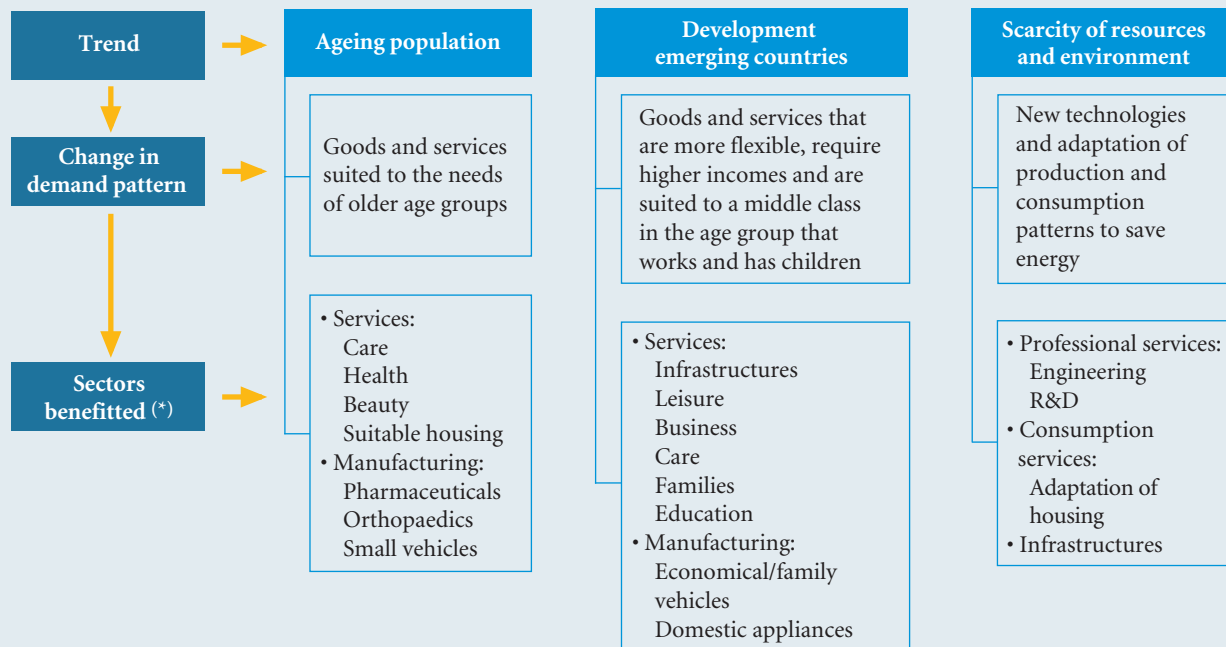 Trend
Ageing population
Development
emerging countries
Scarcity of resources
and environment
Change in
demand pattern
Goods and services
suited to the needs
of older age groups
Goods and services that
are more flexible, require
higher incomes and are
suited to a middle class
in the age group that
works and has children
New technologies
and adaptation of
production and
consumption
patterns to save
energy
Sectors
benefitted (*)
• Services:
Care
Health
Beauty
Suitable housing
• Manufacturing:
Pharmaceuticals
Orthopaedics
Small vehicles
• Services:
Infrastructures
Leisure
Business
Care
Families
Education
• Manufacturing:
Economical/family
vehicles
Domestic appliances
• Professional services:
Engineering
R&D
• Consumption
services:
Adaptation of
housing
• Infrastructures